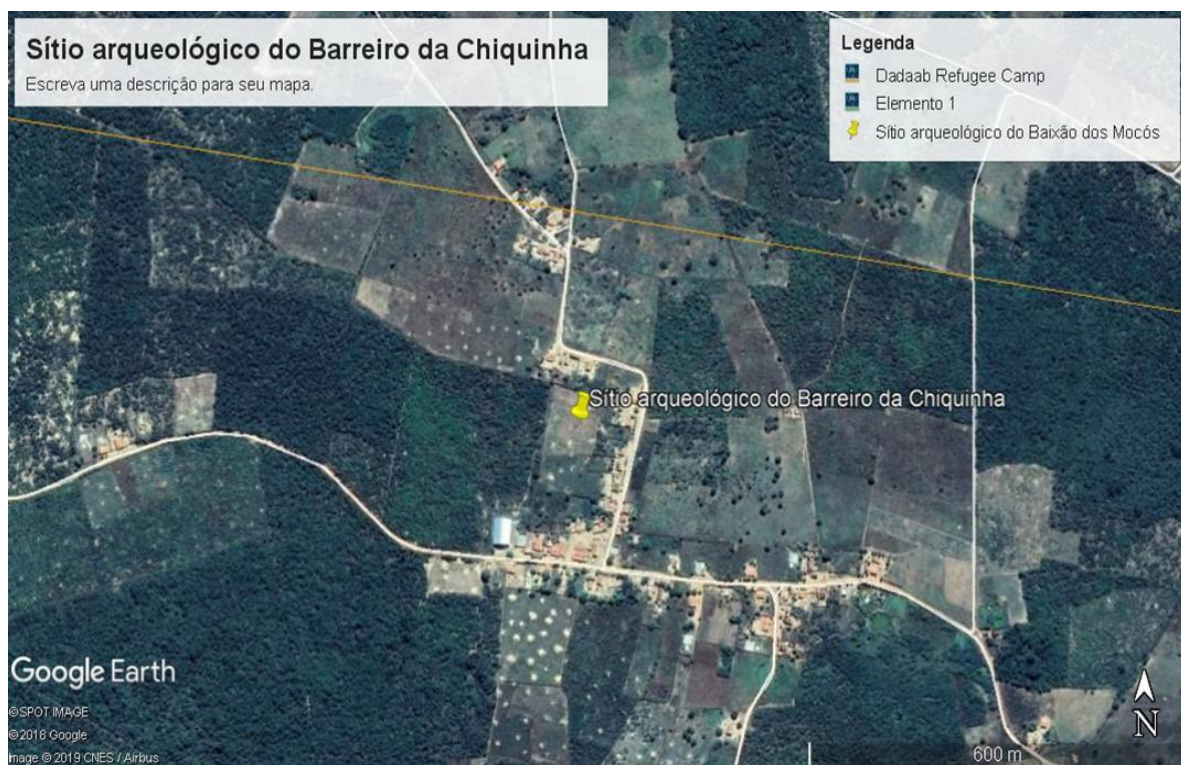 Sítio arqueológico do Barreiro da Chiquinha
Escreva uma descrição para seu mapa.
Legenda
Dadaab Refugee Camp
Elemento 1
Sítio arqueológico do Baixão dos Mocós
Sítio arqueológico do Barreiro da Chiquinha
Google Earth
©SPOT IMAGE
©2018 Google
Image © 2019 CNES / Airbus
N
600 m